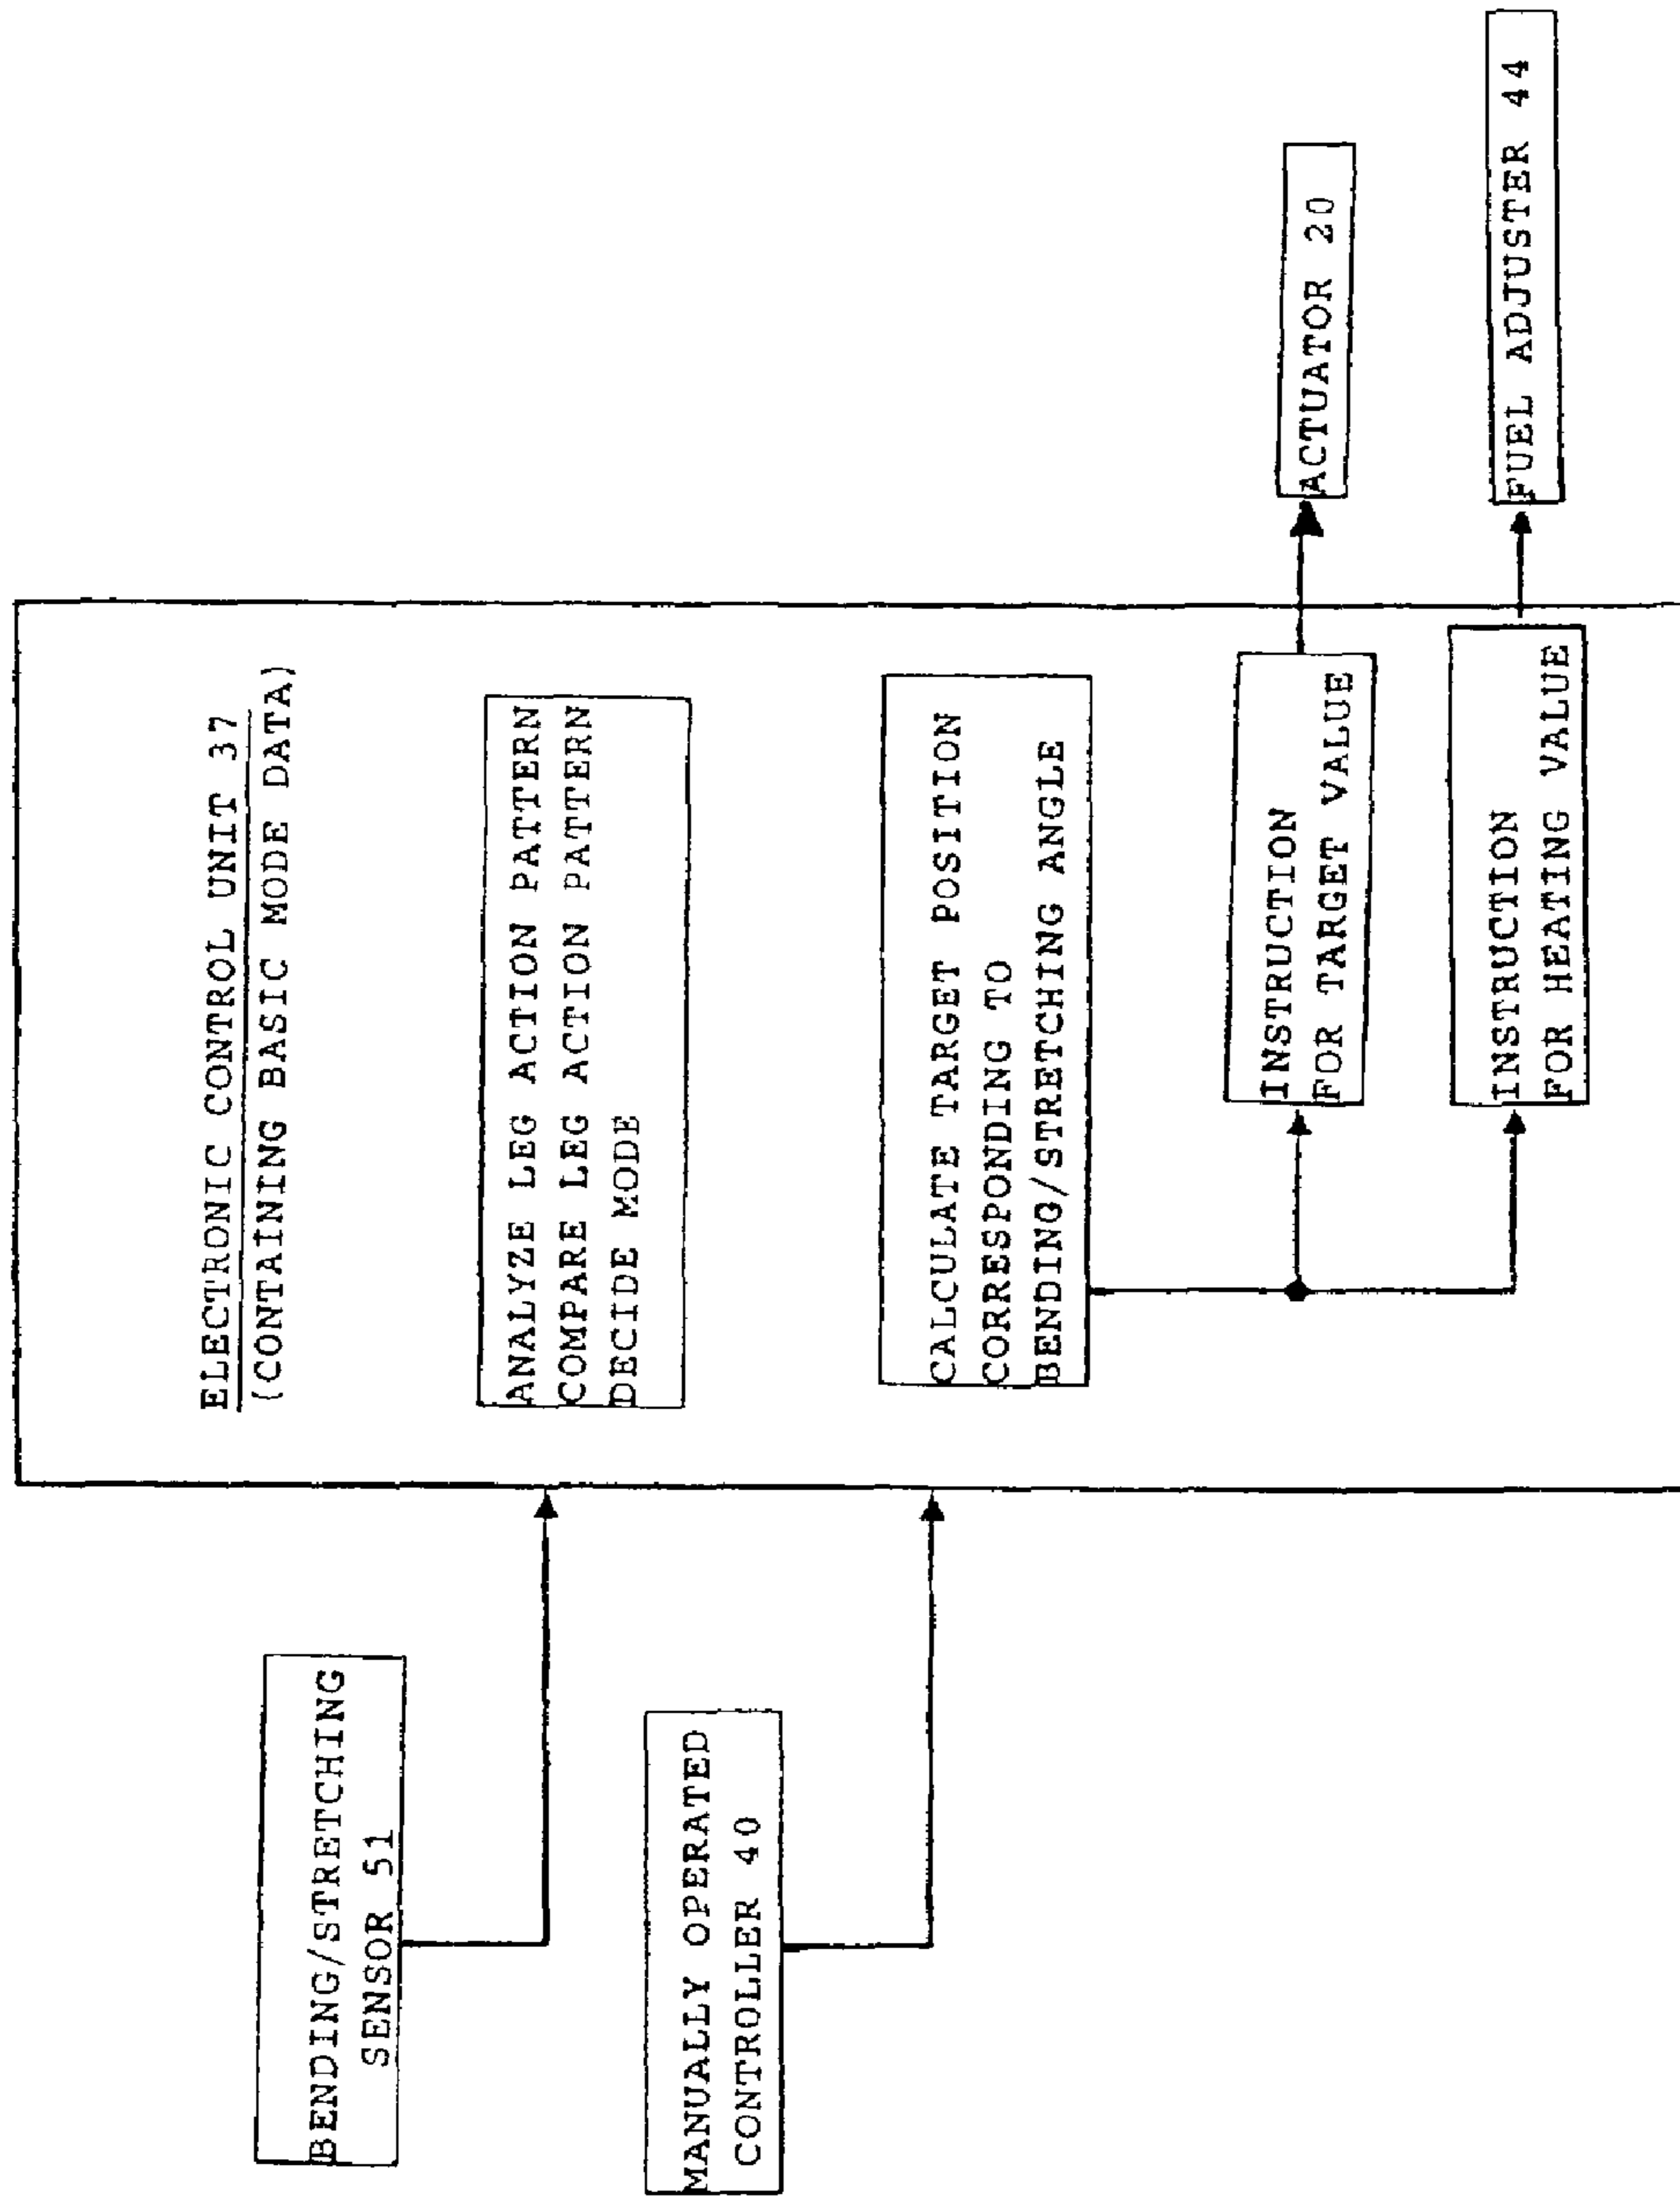 BENDING/STRETCHING
SENSOR 51
MANUALLY OPERATED
CONTROLLER 40
ELECTRONIC CONTROL UNIT 37
(CONTAINING BASIC MODE DATA)
ANALYZE LEG ACTION PATTERN
COMPARE LEG ACTION PATTERN
DECIDE MODE
CALCULATE TARGET POSITION
CORRESPONDING TO
BENDING/STRETCHING ANGLE
INSTRUCTION
FOR TARGET VALUE
INSTRUCTION
FOR HEATING VALUE
ACTUATOR 20
FUEL ADJUSTER 44